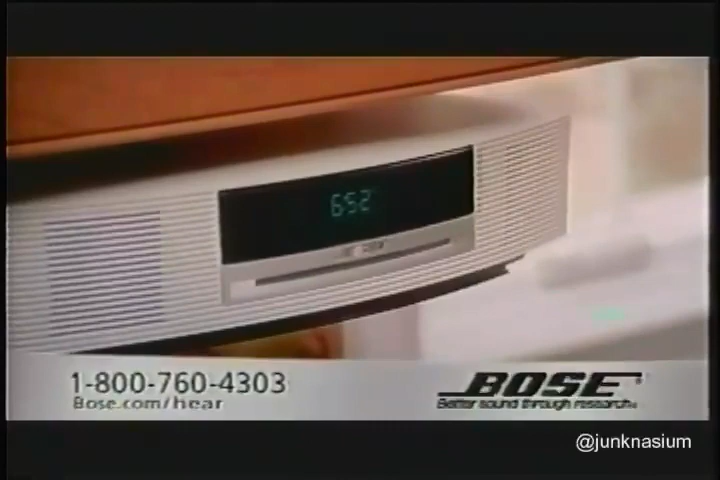 652
1-800-760-4303
Bose.com/hear
BOSE®
Better sound through research®
@junknasium